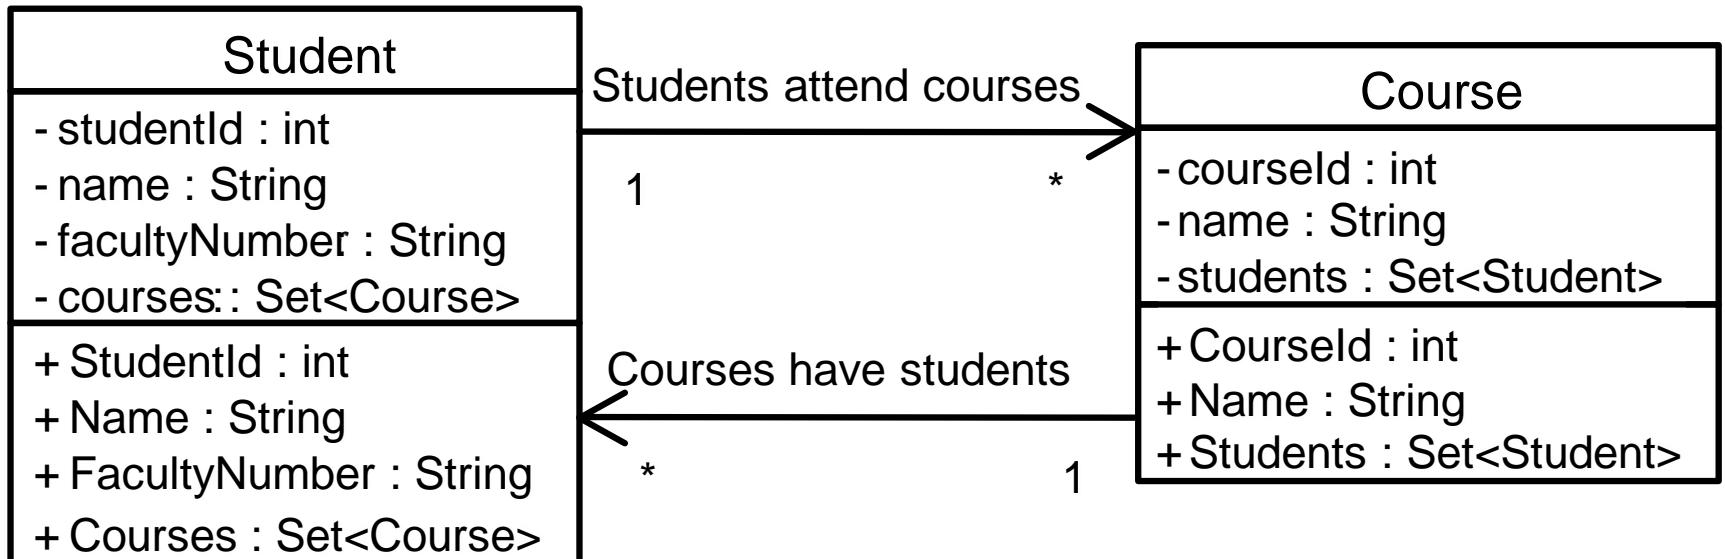 Student
- studentId : int
- name : String
- facultyNumber : String
- courses:: Set<Course>
+ StudentId : int
+ Name : String
+ FacultyNumber : String
+ Courses : Set<Course>
Students attend courses
1
*
Courses have students
*
1
Course
- courseId : int
- name : String
- students : Set<Student>
+ CourseId : int
+ Name : String
+ Students : Set<Student>